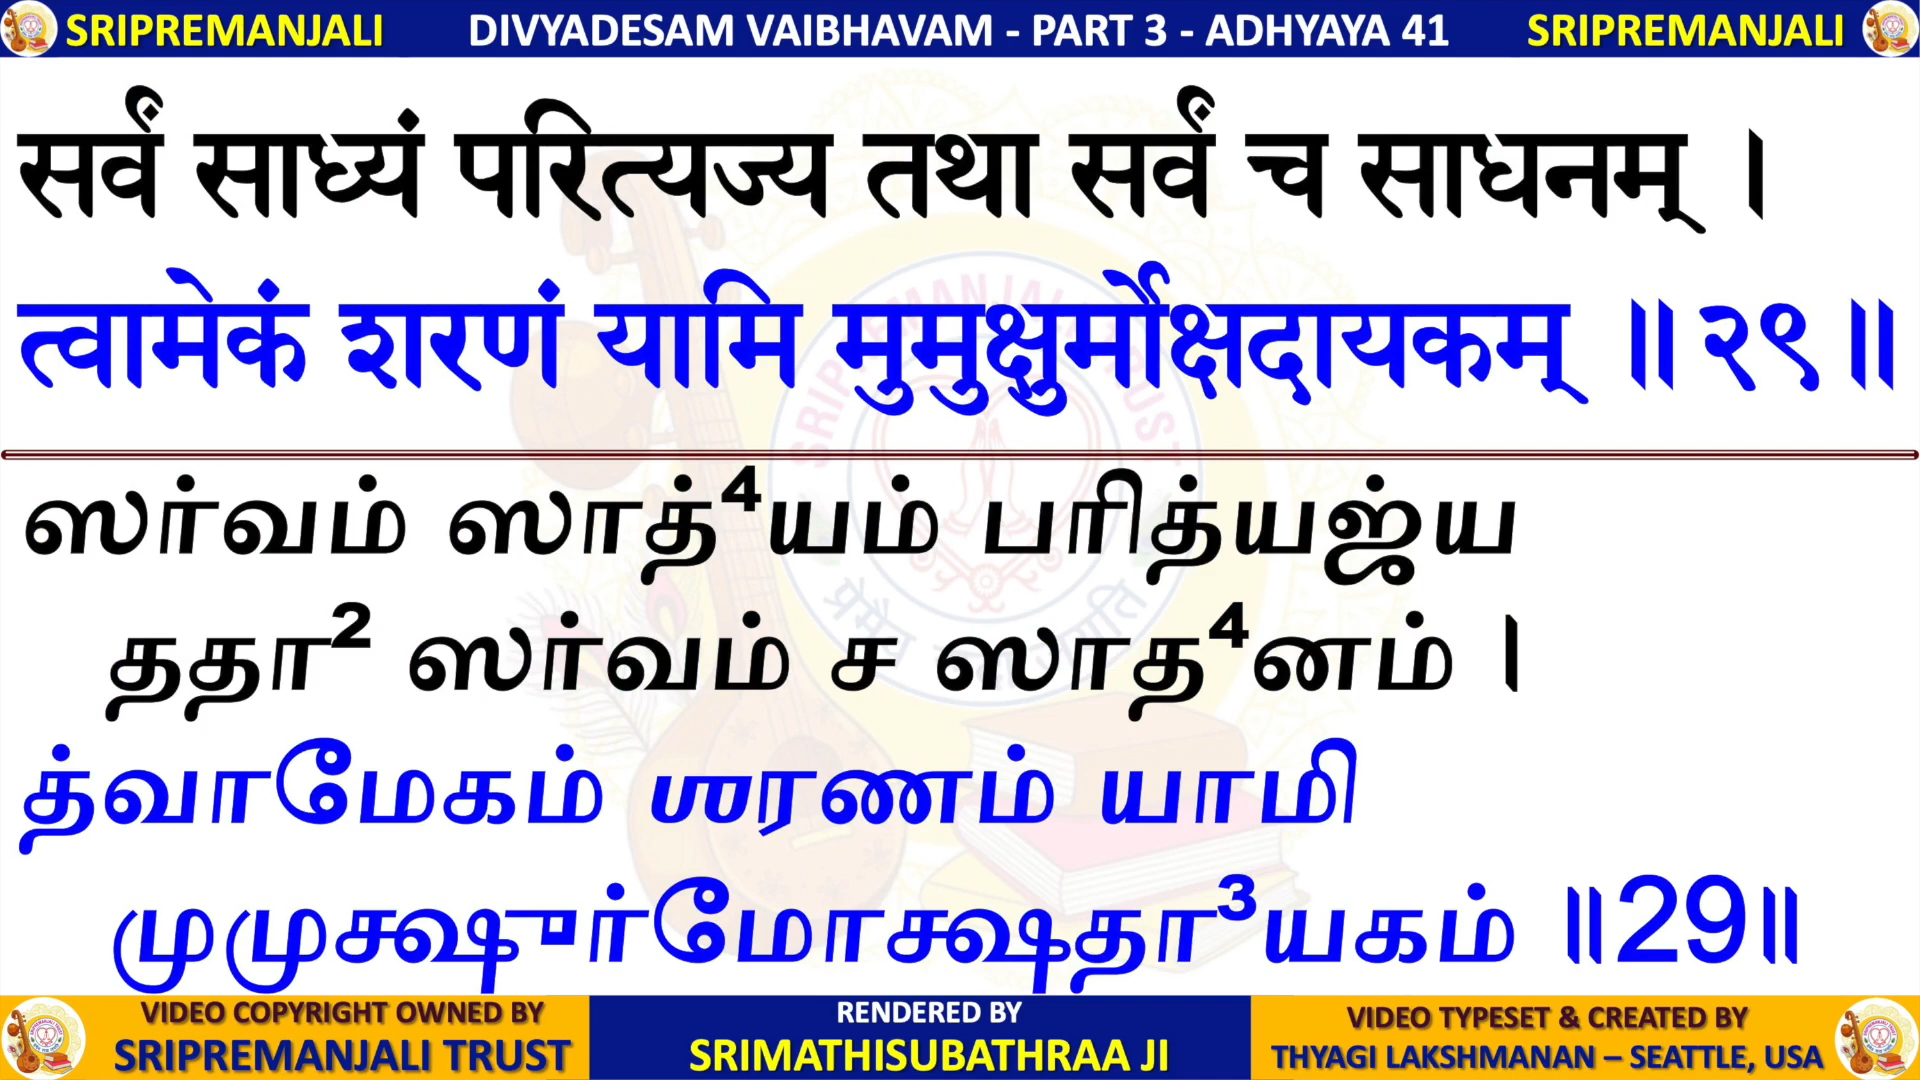 SRIPREMANJALI DIVYADESAM VAIBHAVAM - PART 3 - ADHYAYA 41 SRIPREMANJALI
सर्वं साध्यं परित्यज्य तथा सर्वं च साधनम् ।
त्वामेकं शरणं यामि मुमुक्षुर्मोक्षदायकम् ॥२९॥
ஸர்வம் ஸாத்⁴யம் பரித்யஜ்ய
ததா² ஸர்வம் ச ஸாத⁴னம் ।
த்வாமேகம் ஶரணம் யாமி
முமுக்ஷுர்மோக்ஷதா³யகம் ॥29॥
VIDEO COPYRIGHT OWNED BY
SRIPREMANJALI TRUST
RENDERED BY
SRIMATHISUBATHRAA JI
VIDEO TYPESET & CREATED BY
THYAGI LAKSHMANAN – SEATTLE, USA